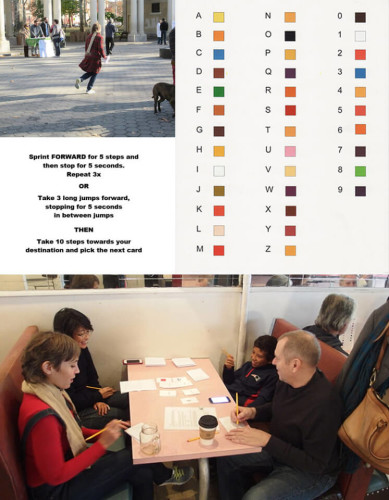 Sprint FORWARD for 5 steps and
then stop for 5 seconds.
Repeat 3x
OR
Take 3 long jumps forward,
stopping for 5 seconds
in between jumps
THEN
Take 10 steps towards your
destination and pick the next card
A N 0
B O 1
C P 2
D Q 3
E R 4
F S 5
G T 6
H U 7
I V 8
J W 9
K X
L Y
M Z